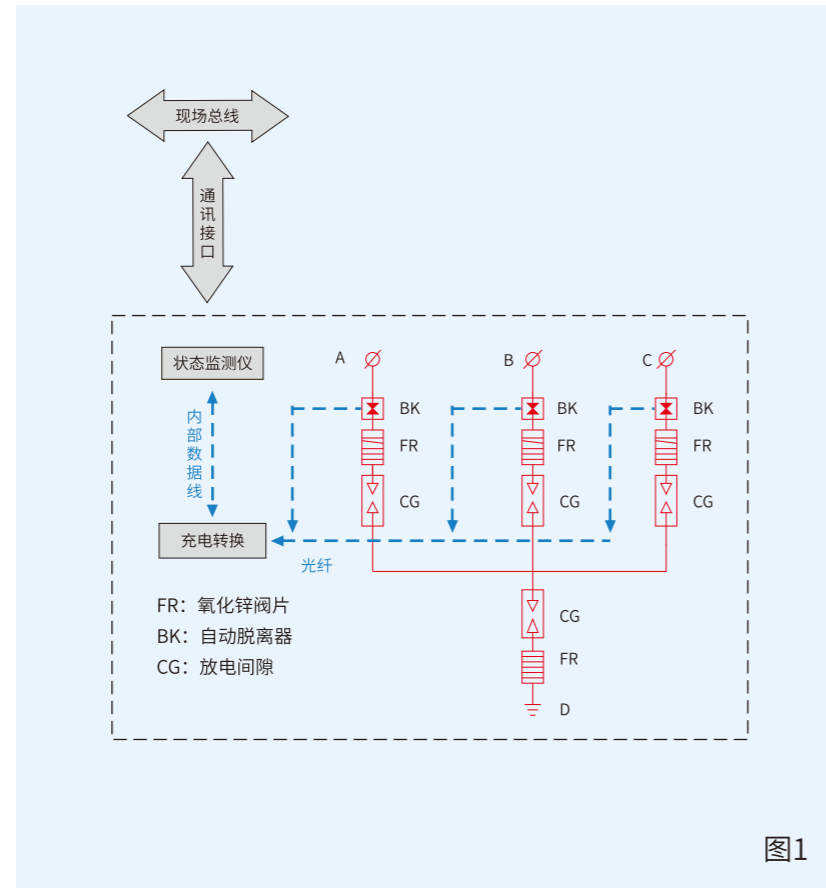 现场总线
通讯接口
状态监测仪
A
B
C
BK
BK
BK
内部数据线
FR
FR
FR
CG
CG
CG
充电转换
光纤
FR：氧化锌阀片
BK：自动脱离器
CG：放电间隙
CG
FR
D
图1